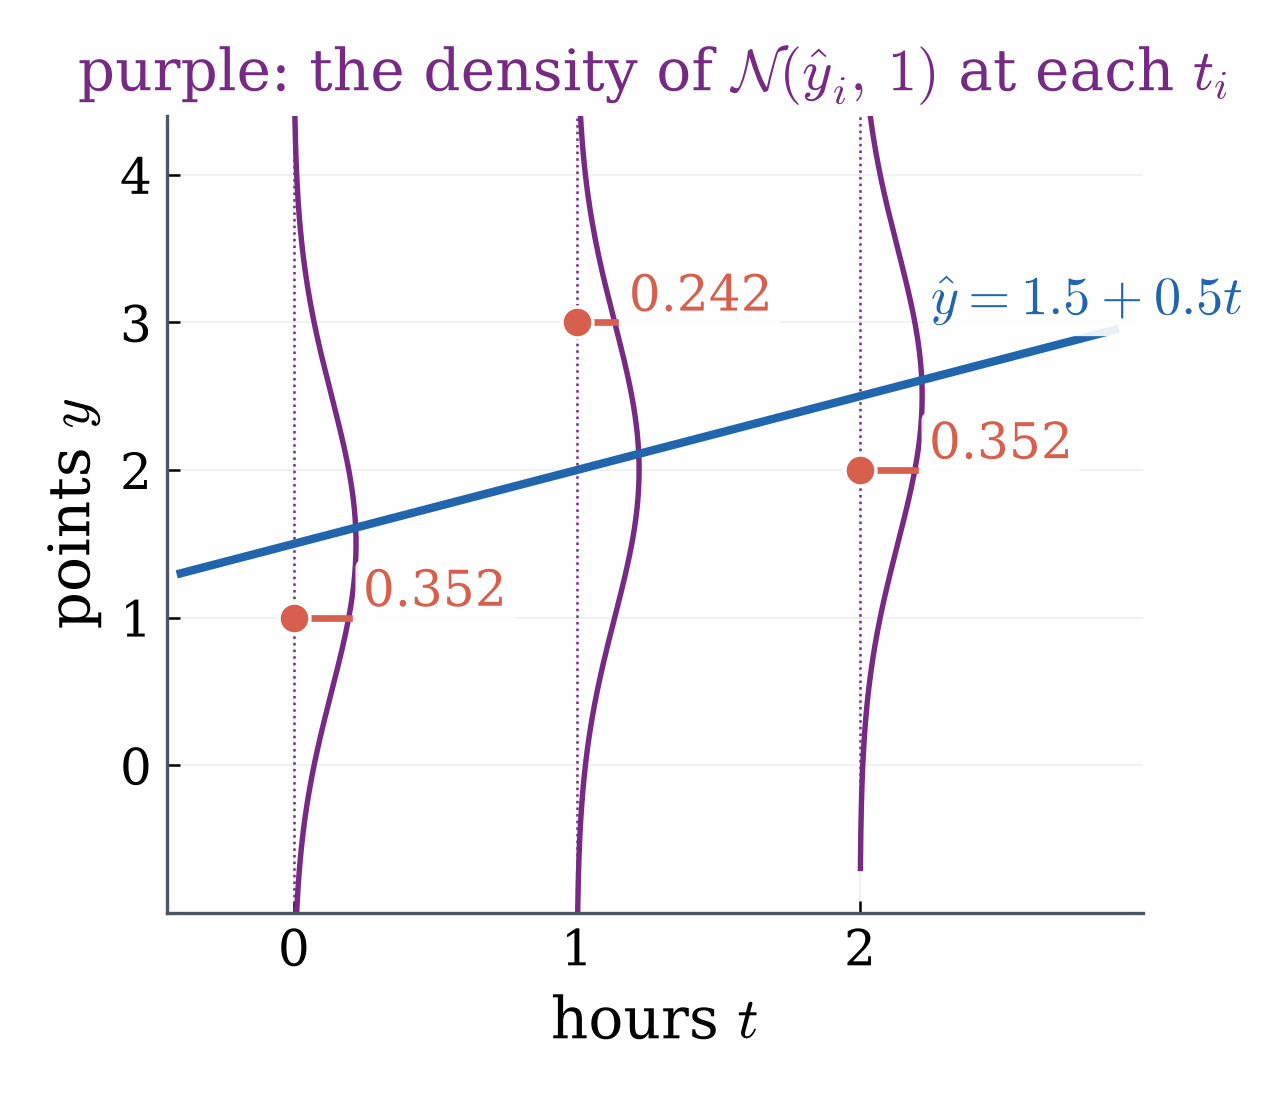 purple: the density of 𝒩(ŷᵢ, 1) at each tᵢ
4
3
2
1
0
points y
0.242
ŷ = 1.5 + 0.5t
0.352
0.352
0
1
2
hours t